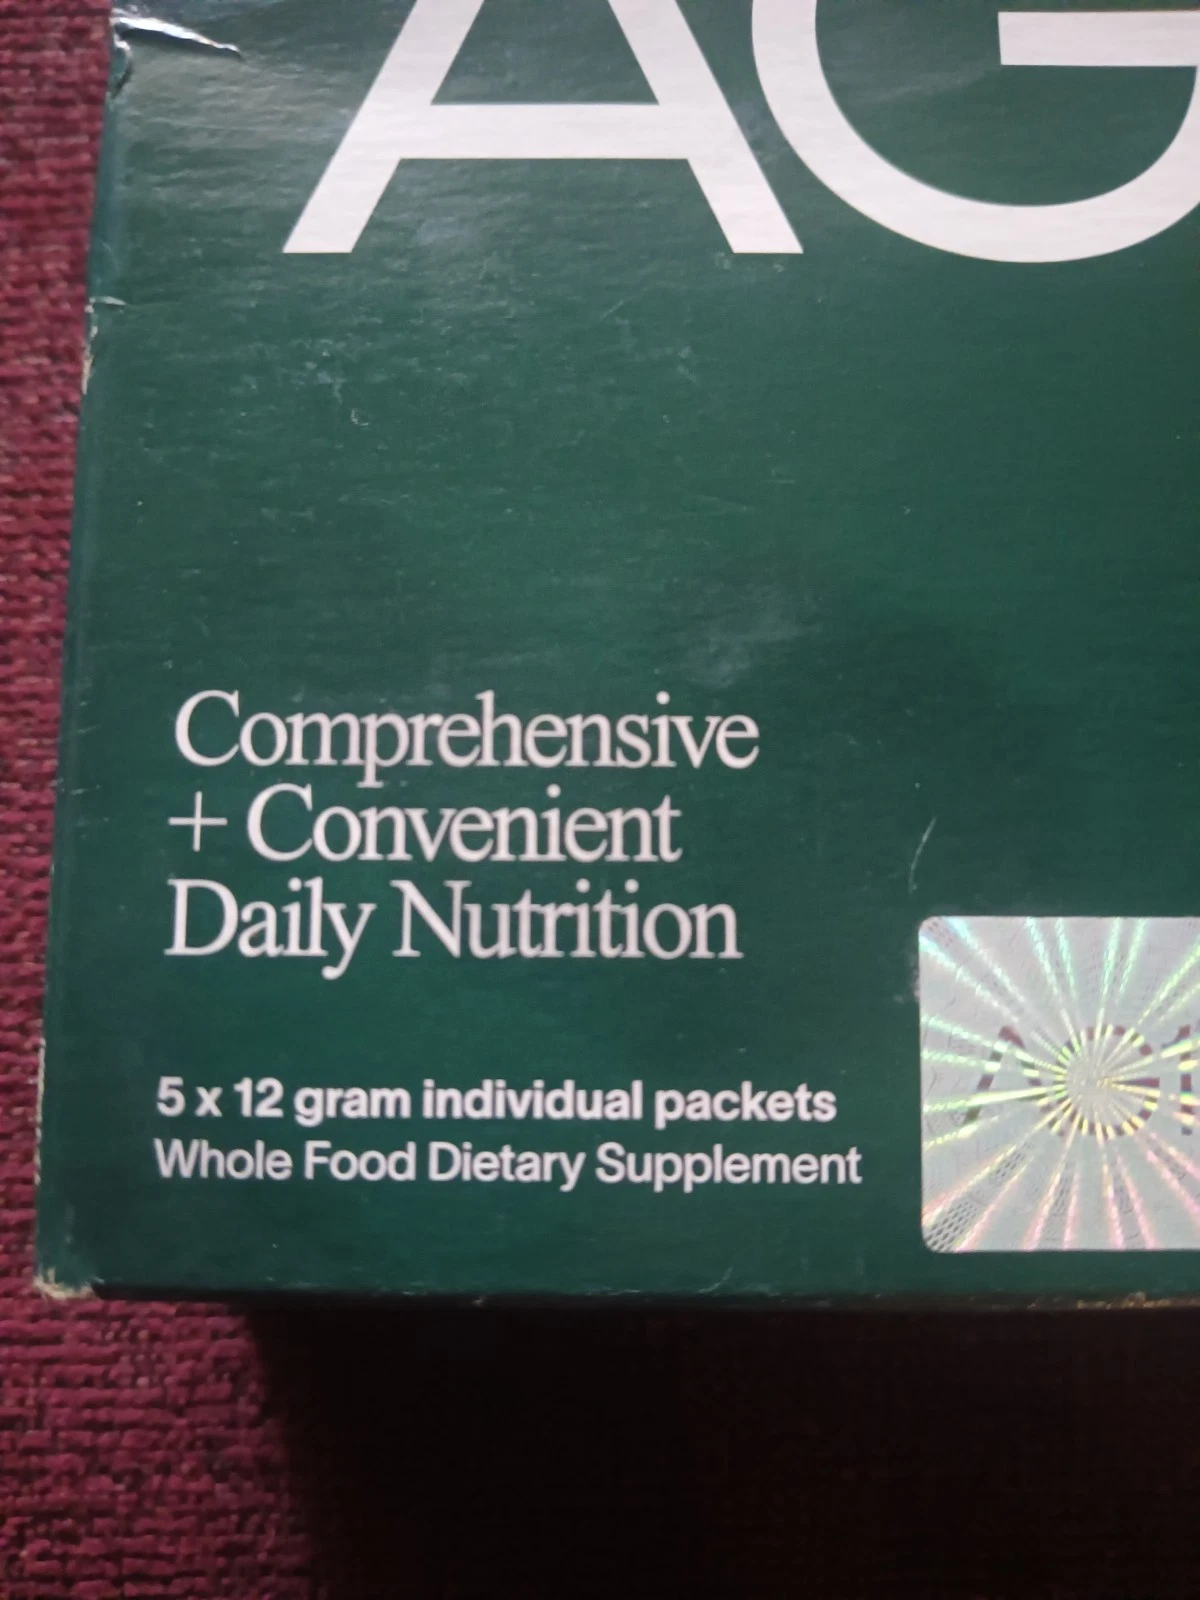 AG
Comprehensive
+ Convenient
Daily Nutrition
5 x 12 gram individual packets
Whole Food Dietary Supplement